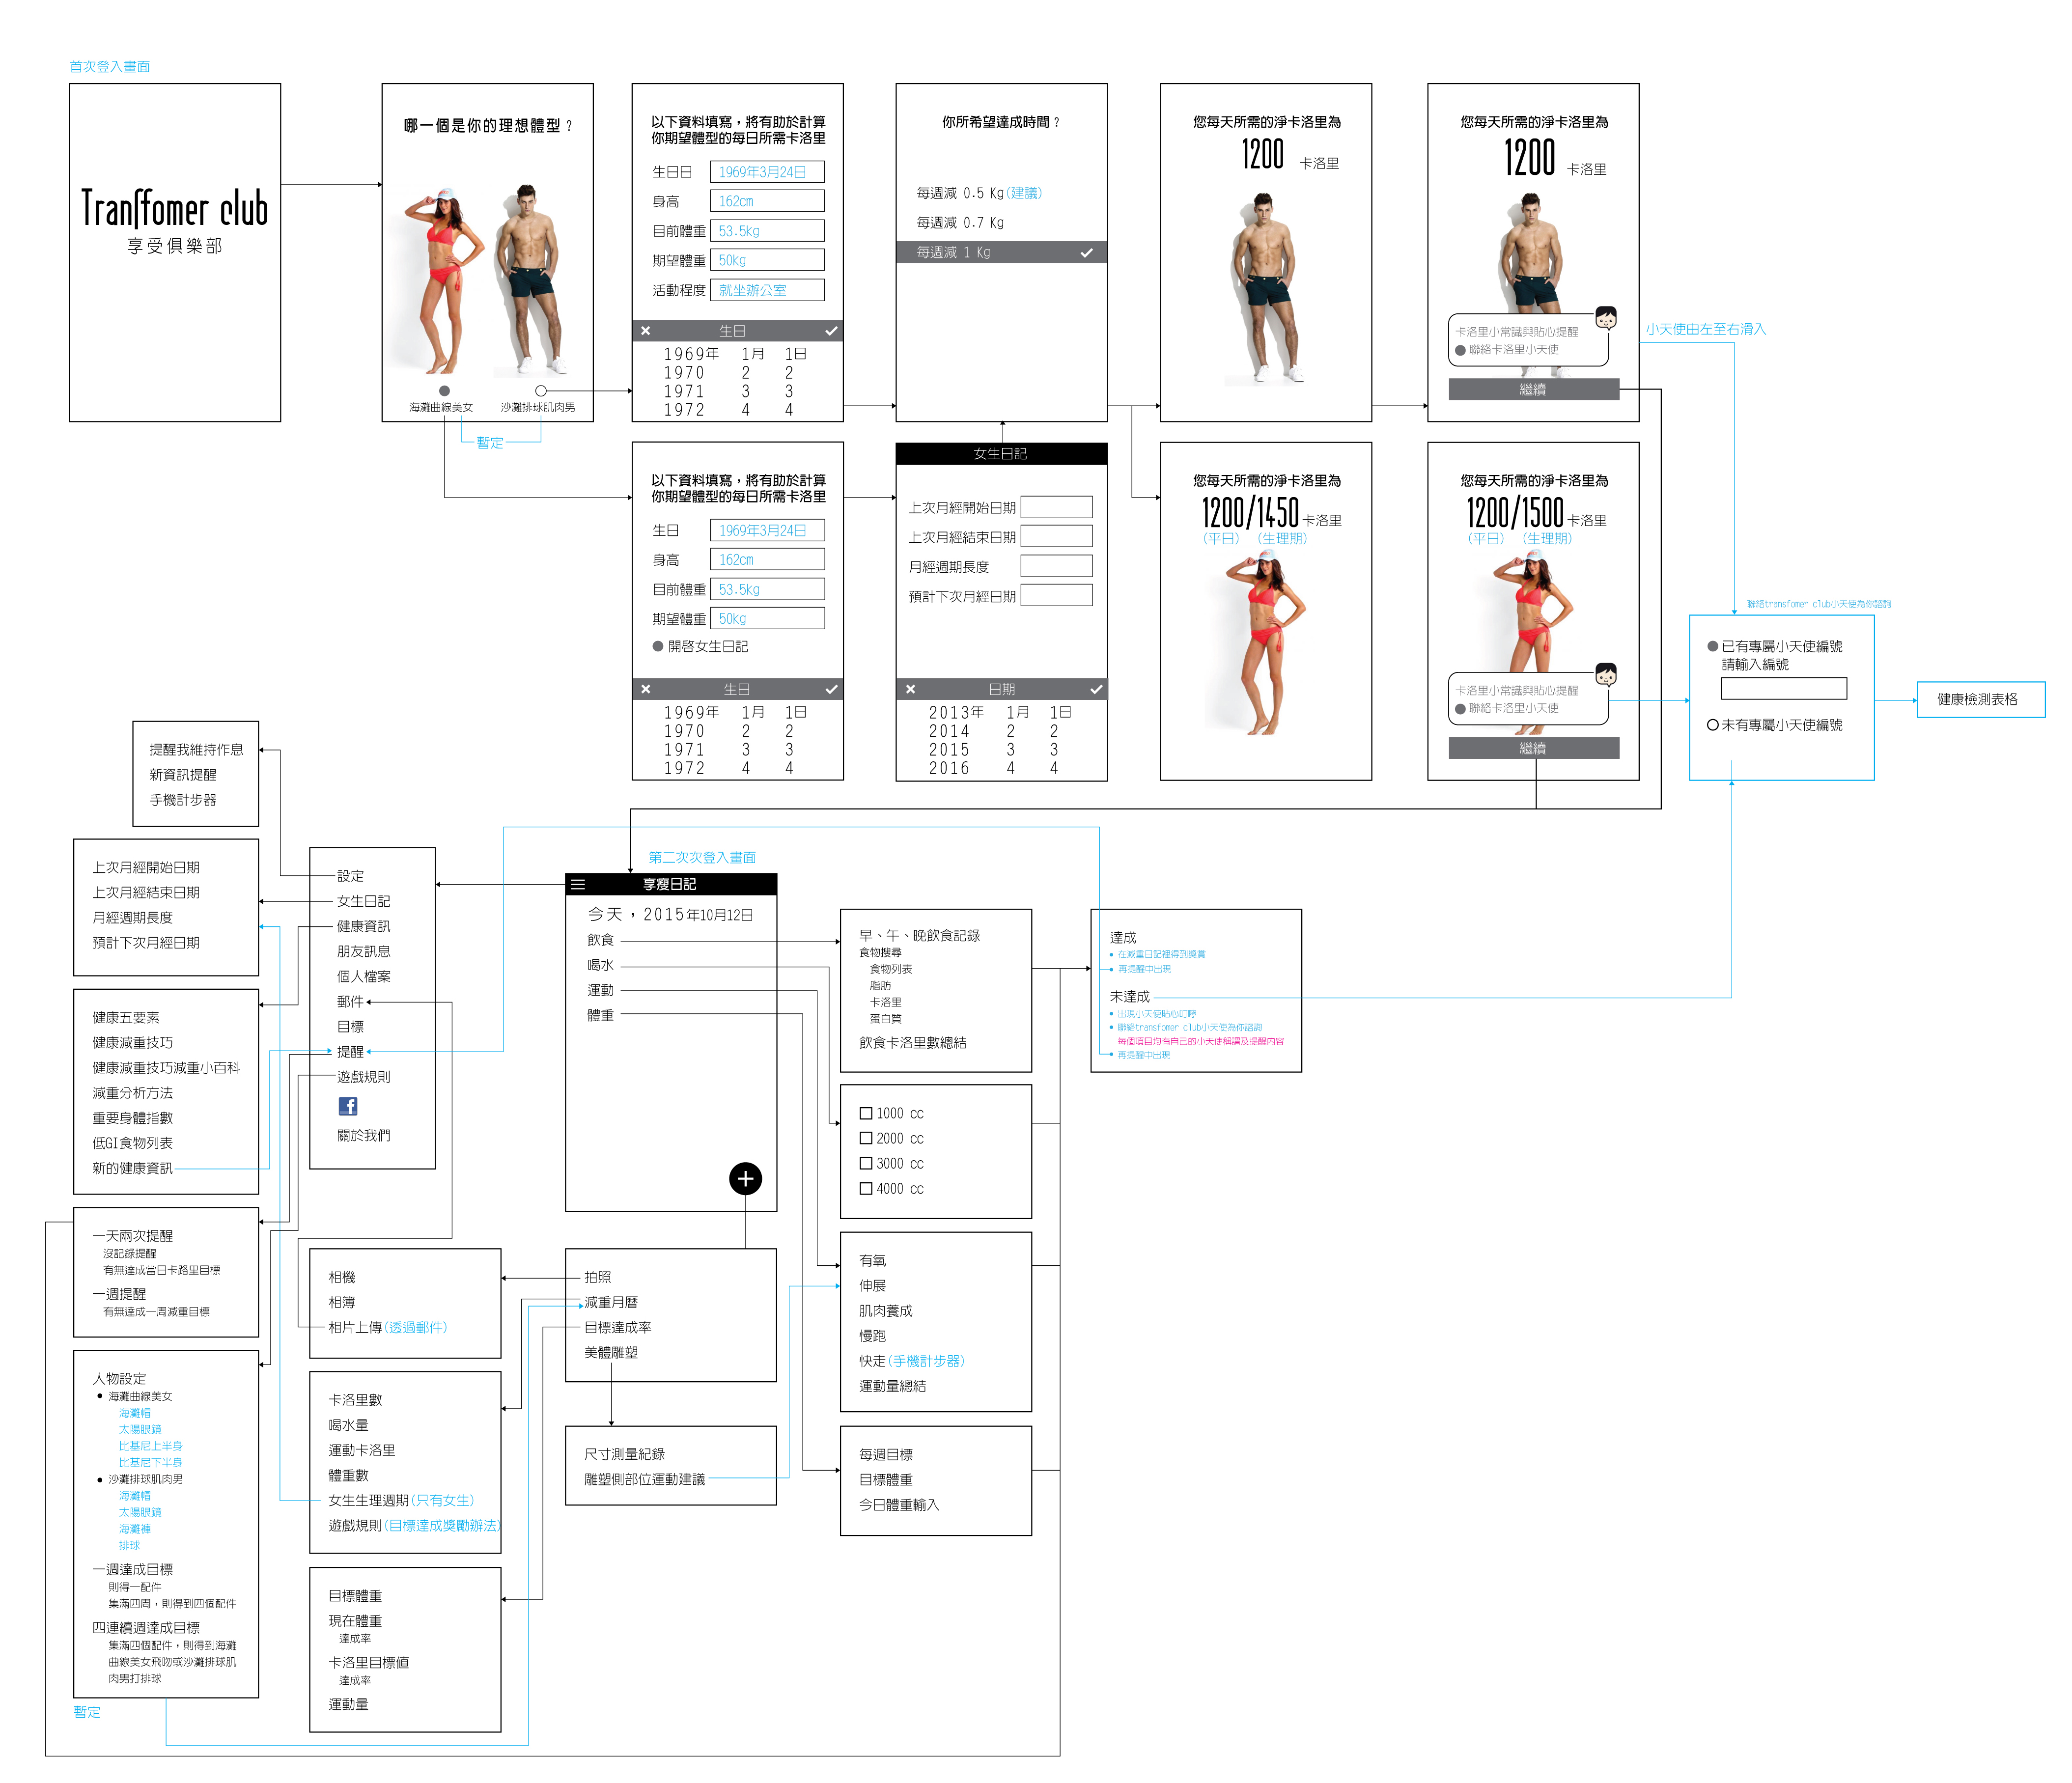 首次登入畫面
Tranffomer club
享受俱樂部
哪一個是你的理想體型？
海灘曲線美女
沙灘排球肌肉男
暫定
以下資料填寫，將有助於計算
你期望體型的每日所需卡洛里
生日日 1969年3月24日
身高 162cm
目前體重 53.5kg
期望體重 50kg
活動程度 就坐辦公室
生日
1969年 1月 1日
1970 2 2
1971 3 3
1972 4 4
你所希望達成時間？
每週減 0.5 Kg(建議)
每週減 0.7 Kg
每週減 1 Kg
您每天所需的淨卡洛里為
1200 卡洛里
您每天所需的淨卡洛里為
1200 卡洛里
卡洛里小常識與貼心提醒
聯絡卡洛里小天使
繼續
小天使由左至右滑入
以下資料填寫，將有助於計算
你期望體型的每日所需卡洛里
生日 1969年3月24日
身高 162cm
目前體重 53.5kg
期望體重 50kg
開啓女生日記
生日
1969年 1月 1日
1970 2 2
1971 3 3
1972 4 4
女生日記
上次月經開始日期
上次月經結束日期
月經週期長度
預計下次月經日期
日期
2013年 1月 1日
2014 2 2
2015 3 3
2016 4 4
您每天所需的淨卡洛里為
1200/1450 卡洛里
(平日) (生理期)
您每天所需的淨卡洛里為
1200/1500 卡洛里
(平日) (生理期)
卡洛里小常識與貼心提醒
聯絡卡洛里小天使
繼續
聯絡transfomer club小天使為你諮詢
已有專屬小天使編號
請輸入編號
未有專屬小天使編號
健康檢測表格
提醒我維持作息
新資訊提醒
手機計步器
上次月經開始日期
上次月經結束日期
月經週期長度
預計下次月經日期
健康五要素
健康減重技巧
健康減重技巧減重小百科
減重分析方法
重要身體指數
低GI食物列表
新的健康資訊
一天兩次提醒
沒記錄提醒
有無達成當日卡路里目標
一週提醒
有無達成一周減重目標
人物設定
海灘曲線美女
海灘帽
太陽眼鏡
比基尼上半身
比基尼下半身
沙灘排球肌肉男
海灘帽
太陽眼鏡
海灘褲
排球
一週達成目標
則得一配件
集滿四周，則得到四個配件
四連續週達成目標
集滿四個配件，則得到海灘
曲線美女飛吻或沙灘排球肌
肉男打排球
暫定
設定
女生日記
健康資訊
朋友訊息
個人檔案
郵件
目標
提醒
遊戲規則
f
關於我們
第二次次登入畫面
享瘦日記
今天，2015年10月12日
飲食
喝水
運動
體重
相機
相簿
相片上傳(透過郵件)
卡洛里數
喝水量
運動卡洛里
體重數
女生生理週期(只有女生)
遊戲規則(目標達成獎勵辦法)
目標體重
現在體重
達成率
卡洛里目標值
達成率
運動量
拍照
減重月曆
目標達成率
美體雕塑
尺寸測量紀錄
雕塑側部位運動建議
早、午、晚飲食記錄
食物搜尋
食物列表
脂肪
卡洛里
蛋白質
飲食卡洛里數總結
1000 cc
2000 cc
3000 cc
4000 cc
有氧
伸展
肌肉養成
慢跑
快走(手機計步器)
運動量總結
每週目標
目標體重
今日體重輸入
達成
在減重日記裡得到獎賞
再提醒中出現
未達成
出現小天使貼心叮嚀
聯絡transfomer club小天使為你諮詢
每個項目均有自己的小天使稱謂及提醒內容
再提醒中出現